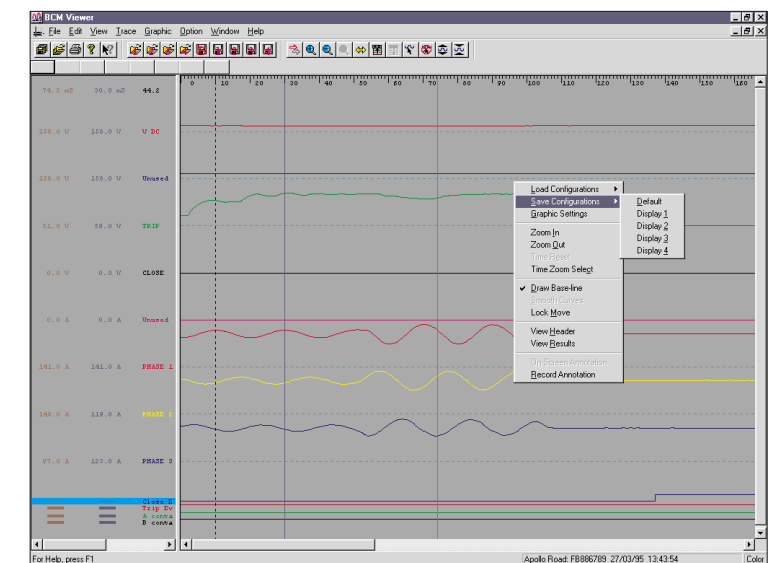 BCM Viewer
File Edit View Trace Graphic Option Window Help
0 10 20 30 40 50 60 70 80 90 100 110 120 130 140 150 160
74.2 mS 30.0 mS 44.2
138.0 V 136.0 V V DC
138.0 V 138.0 V Unused
31.0 V 59.0 V TRIP
0.0 V 0.0 V CLOSE
0.0 A 0.0 A Unused
141.0 A 141.0 A PHASE 1
146.0 A 119.0 A PHASE 2
97.0 A 123.0 A PHASE 3
Close E
Trip Ev
A conta
B conta
Load Configurations
Save Configurations
Graphic Settings
Zoom In
Zoom Out
Time Reset
Time Zoom Select
Draw Base-line
Smooth Curves
Lock Move
View Header
View Results
On-Screen Annotation
Record Annotation
Default
Display 1
Display 2
Display 3
Display 4
For Help, press F1
Apollo Road: FB886789 27/03/95 13:43:54 Color